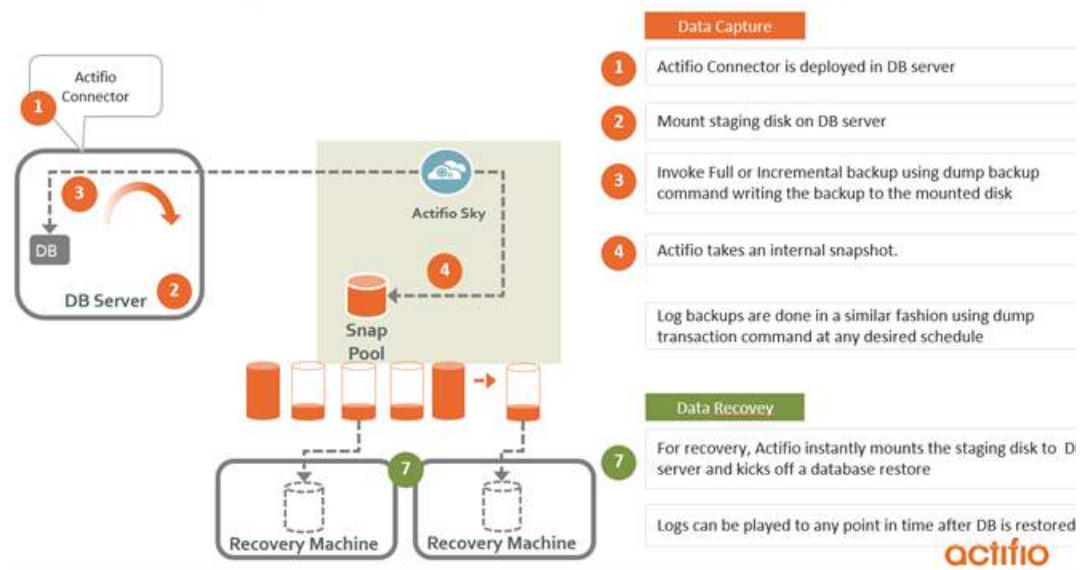 Actifio
Connector
1
3
DB
2
DB Server
Actifio Sky
4
Snap
Pool
7
Recovery Machine
Recovery Machine
Data Capture
1
Actifio Connector is deployed in DB server
2
Mount staging disk on DB server
3
Invoke Full or Incremental backup using dump backup
command writing the backup to the mounted disk
4
Actifio takes an internal snapshot.
Log backups are done in a similar fashion using dump
transaction command at any desired schedule
Data Recovey
7
For recovery, Actifio instantly mounts the staging disk to
server and kicks off a database restore
Logs can be played to any point in time after DB is restored
actifio